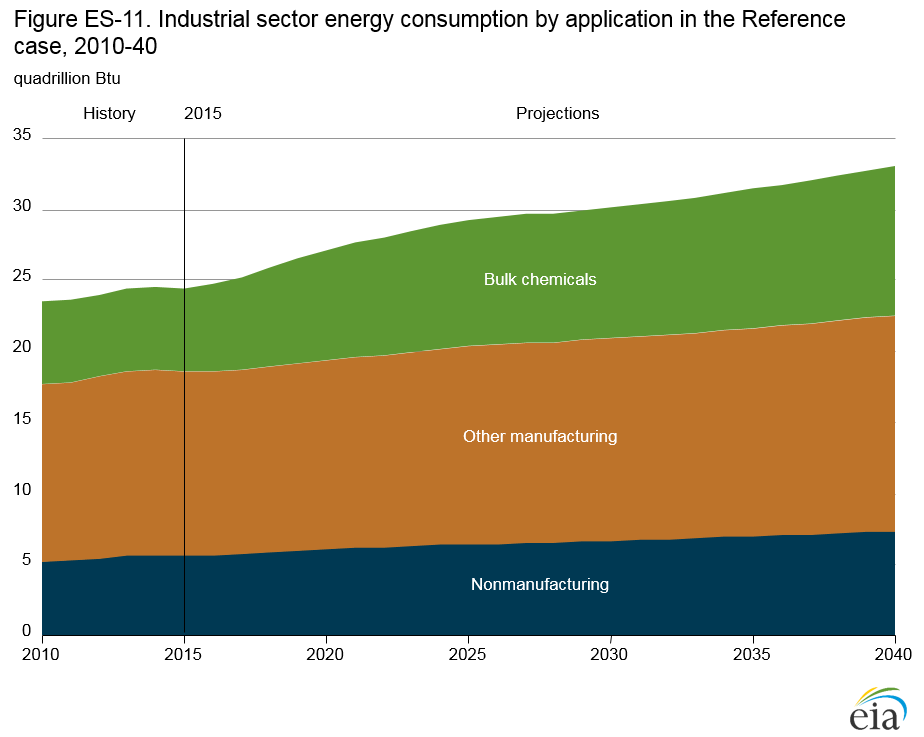 Figure ES-11. Industrial sector energy consumption by application in the Reference
case, 2010-40
quadrillion Btu
History 2015 Projections
35
30
25
Bulk chemicals
20
15
Other manufacturing
10
5
Nonmanufacturing
0
2010 2015 2020 2025 2030 2035 2040
eia